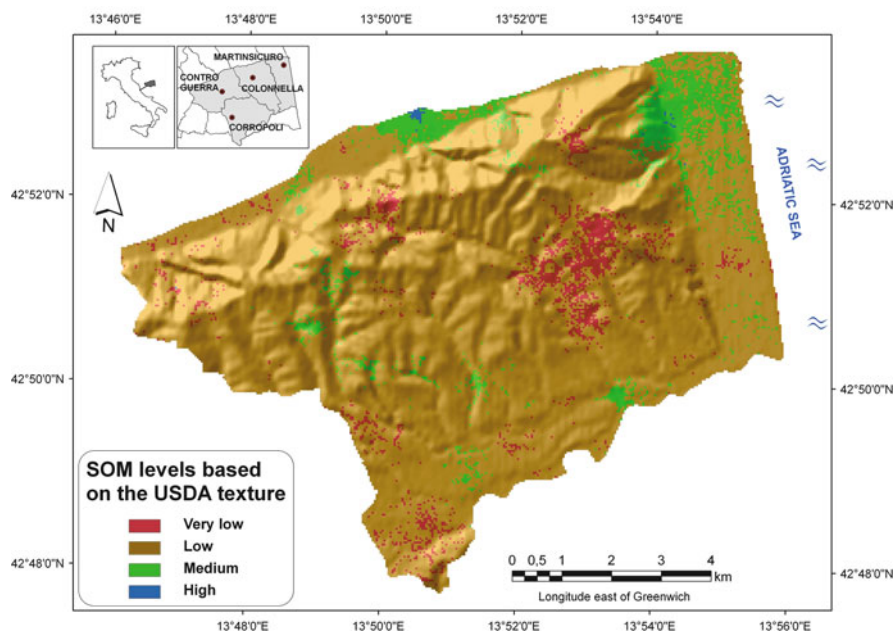 13°46'0"E 13°48'0"E 13°50'0"E 13°52'0"E 13°54'0"E
MARTINSICURO
CONTRO
GUERRA
COLONNELLA
CORROPOLI
ADRIATIC SEA
42°52'0"N 42°52'0"N
N
42°50'0"N 42°50'0"N
SOM levels based
on the USDA texture
Very low
Low
Medium
High
42°48'0"N 42°48'0"N
0 0,5 1 2 3 4
km
Longitude east of Greenwich
13°48'0"E 13°50'0"E 13°52'0"E 13°54'0"E 13°56'0"E